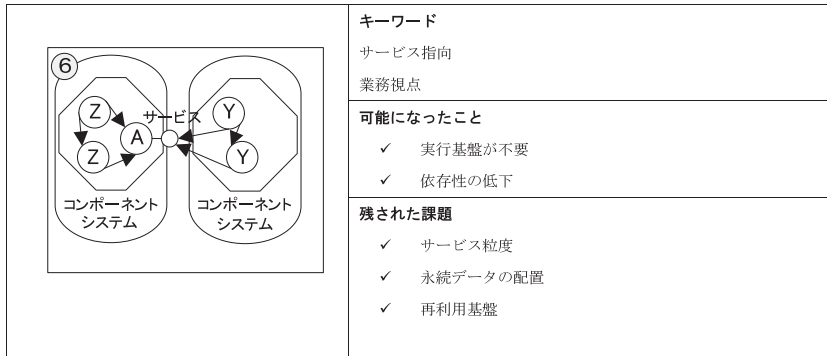 ⑥
Z
Z
A
サービス
Y
Y
コンポーネント
システム
コンポーネント
システム
キーワード
サービス指向
業務視点
可能になったこと
✓ 実行基盤が不要
✓ 依存性の低下
残された課題
✓ サービス粒度
✓ 永続データの配置
✓ 再利用基盤